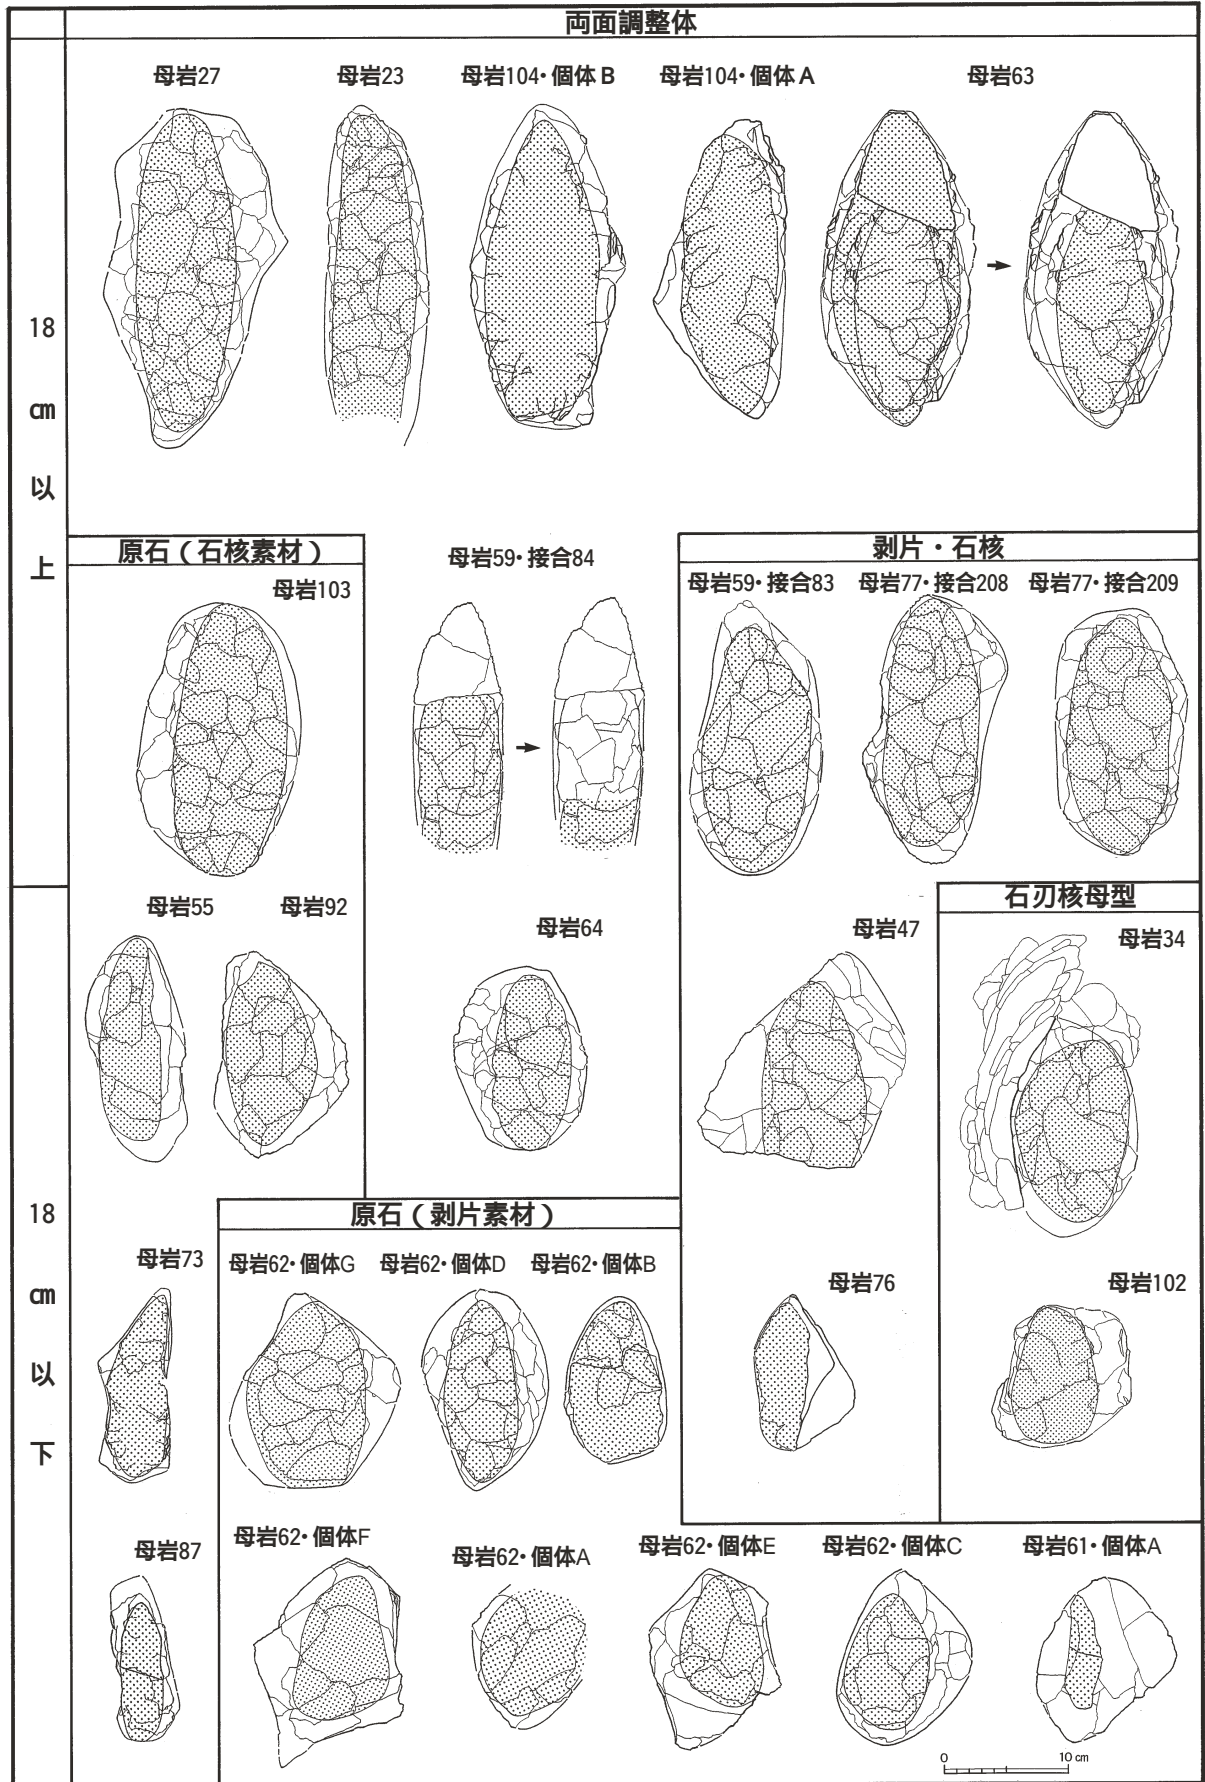 両面調整体
母岩27 母岩23 母岩104・個体B 母岩104・個体A 母岩63
18cm以上
原石（石核素材） 母岩59・接合84 剥片・石核
母岩103 母岩59・接合83 母岩77・接合208 母岩77・接合209
石刃核母型
母岩55 母岩92 母岩64 母岩47 母岩34
18cm以下
原石（剥片素材）
母岩73 母岩62・個体G 母岩62・個体D 母岩62・個体B 母岩76 母岩102
母岩87 母岩62・個体F 母岩62・個体A 母岩62・個体E 母岩62・個体C 母岩61・個体A
0 10cm